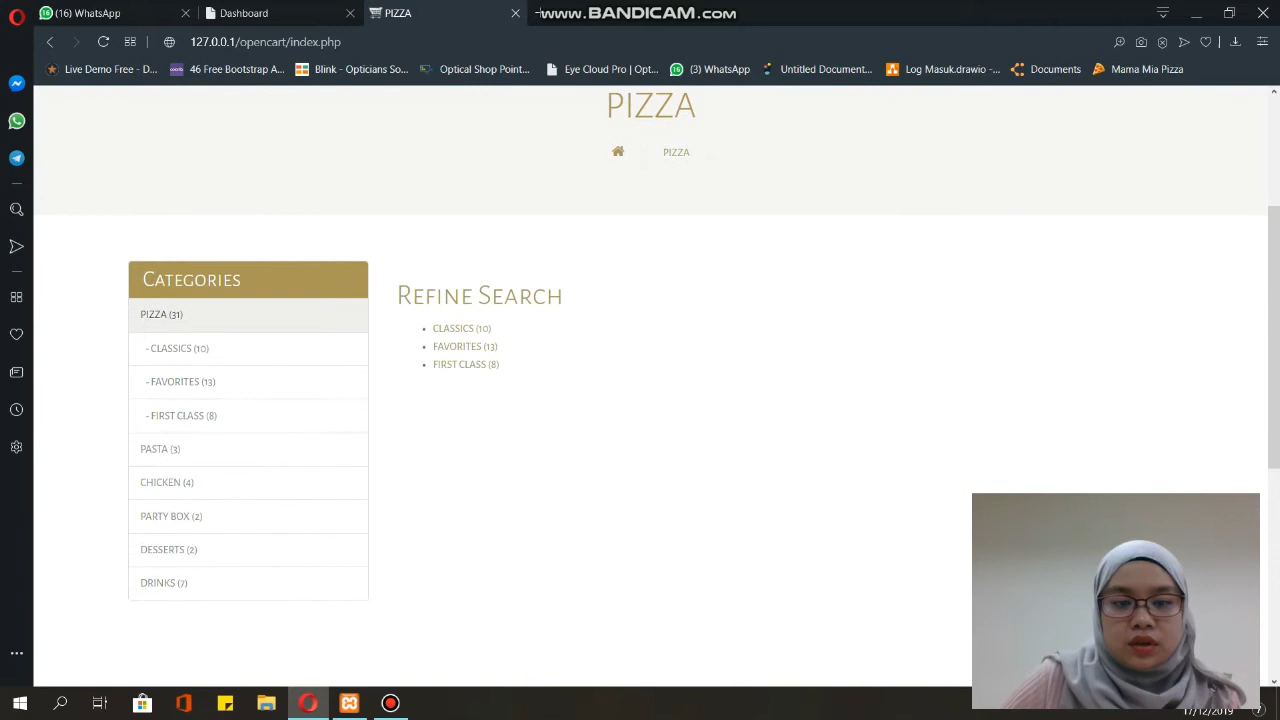 (3) WhatsApp
Dashboard
PIZZA
www.BANDICAM.com
127.0.0.1/opencart/index.php
Live Demo Free - D...
46 Free Bootstrap A...
Blink - Opticians So...
Optical Shop Point...
Eye Cloud Pro | Opt...
(3) WhatsApp
Untitled Document...
Log Masuk.drawio -...
Documents
Mama Mia Pizza
PIZZA
PIZZA
Categories
PIZZA (31)
- CLASSICS (10)
- FAVORITES (13)
- FIRST CLASS (8)
PASTA (3)
CHICKEN (4)
PARTY BOX (2)
DESSERTS (2)
DRINKS (7)
Refine Search
• CLASSICS (10)
• FAVORITES (13)
• FIRST CLASS (8)
17/12/2019